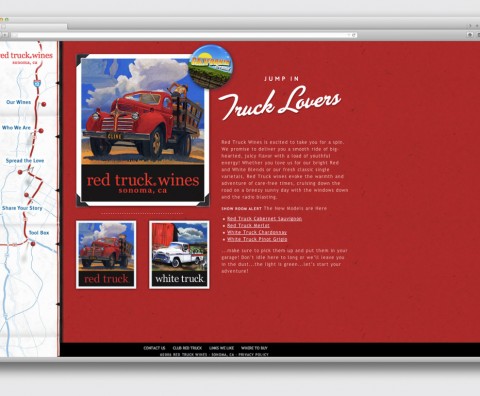 red truck.wines
sonoma, ca
Our Wines
Who We Are
Spread the Love
Share Your Story
Tool Box
CLINE
red truck.wines
sonoma, ca
red truck
white truck
JUMP IN
Truck Lovers
Red Truck Wines is excited to take you for a spin.
We promise to deliver you a smooth ride of big-
hearted, juicy flavor with a load of youthful
energy! Whether you love us for our bright Red
and White Blends or our fresh classic single
varietals, Red Truck wines evoke the warmth and
adventure of care-free times, cruising down the
road on a breezy sunny day with the windows down
and the radio blasting.
SHOW ROOM ALERT The New Models are Here
Red Truck Cabernet Sauvignon
Red Truck Merlot
White Truck Chardonnay
White Truck Pinot Grigio
...make sure to pick them up and put them in your
garage! Don't idle here to long or we'll leave you
in the dust...the light is green...let's start your
adventure!
CONTACT US CLUB RED TRUCK LINKS WE LIKE WHERE TO BUY
RED TRUCK WINES - SONOMA, CA - PRIVACY POLICY